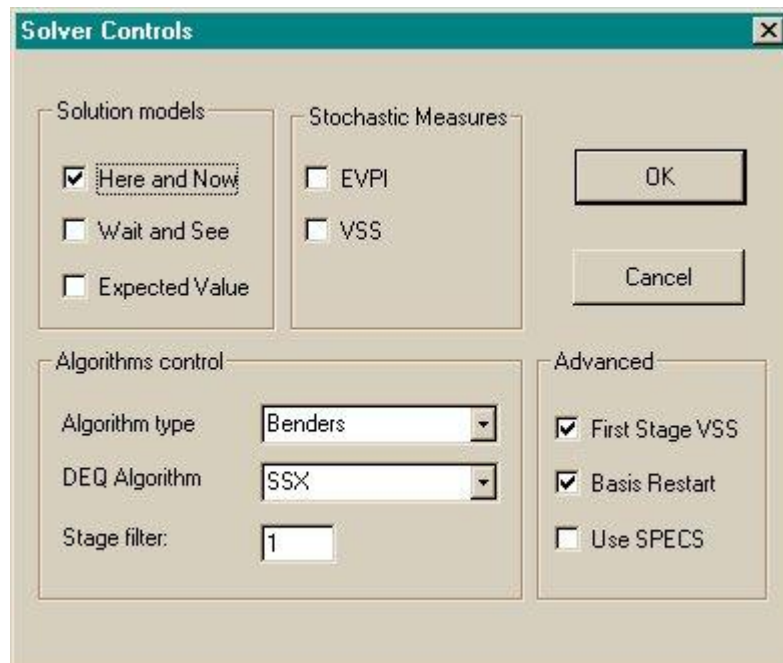 Solver Controls
Solution models
Here and Now
Wait and See
Expected Value
Stochastic Measures
EVPI
VSS
OK
Cancel
Algorithms control
Algorithm type
Benders
DEQ Algorithm
SSX
Stage filter:
1
Advanced
First Stage VSS
Basis Restart
Use SPECS